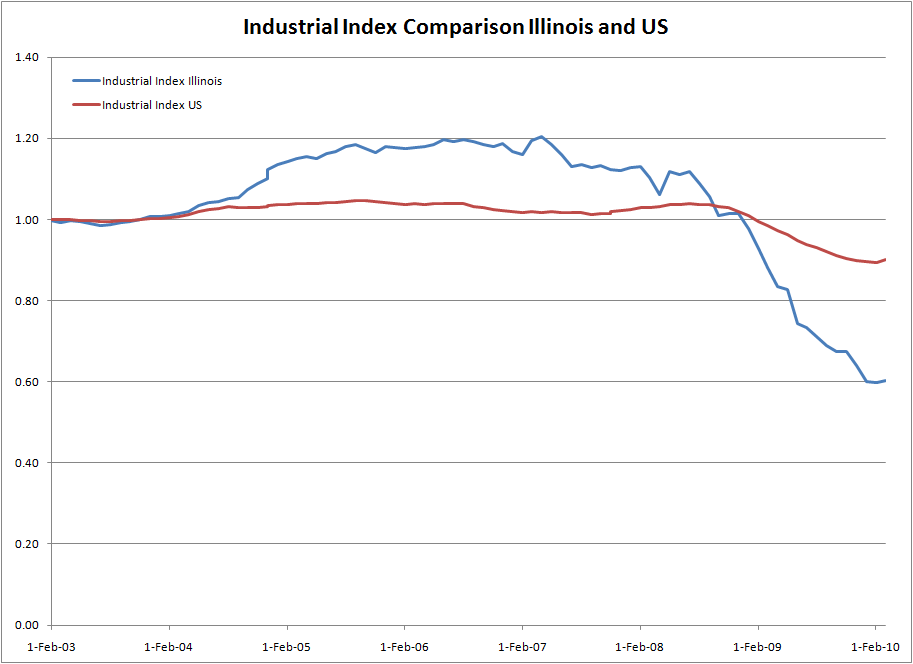 Industrial Index Comparison Illinois and US
1.40
Industrial Index Illinois
Industrial Index US
1.20
1.00
0.80
0.60
0.40
0.20
0.00
1-Feb-03 1-Feb-04 1-Feb-05 1-Feb-06 1-Feb-07 1-Feb-08 1-Feb-09 1-Feb-10